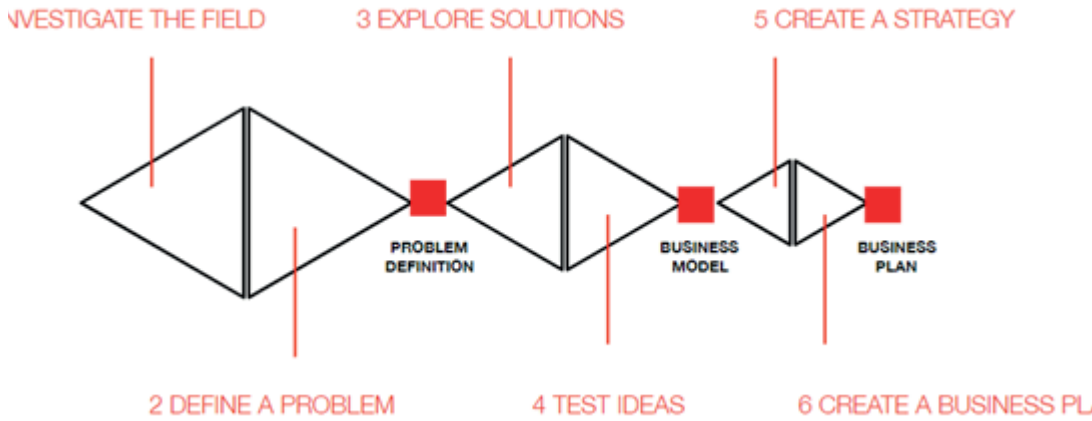 NVESTIGATE THE FIELD
3 EXPLORE SOLUTIONS
5 CREATE A STRATEGY
PROBLEM
DEFINITION
BUSINESS
MODEL
BUSINESS
PLAN
2 DEFINE A PROBLEM
4 TEST IDEAS
6 CREATE A BUSINESS PLA